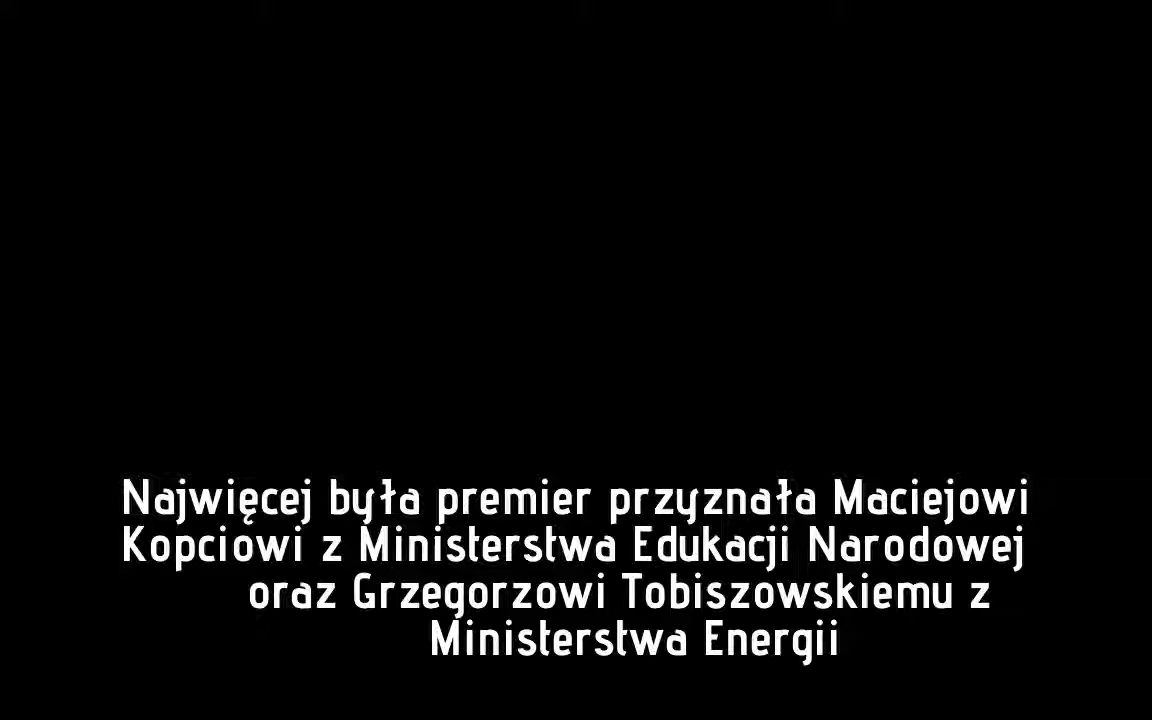 Najwięcej była premier przyznała Maciejowi
Kopciowi z Ministerstwa Edukacji Narodowej
oraz Grzegorzowi Tobiszowskiemu z
Ministerstwa Energii